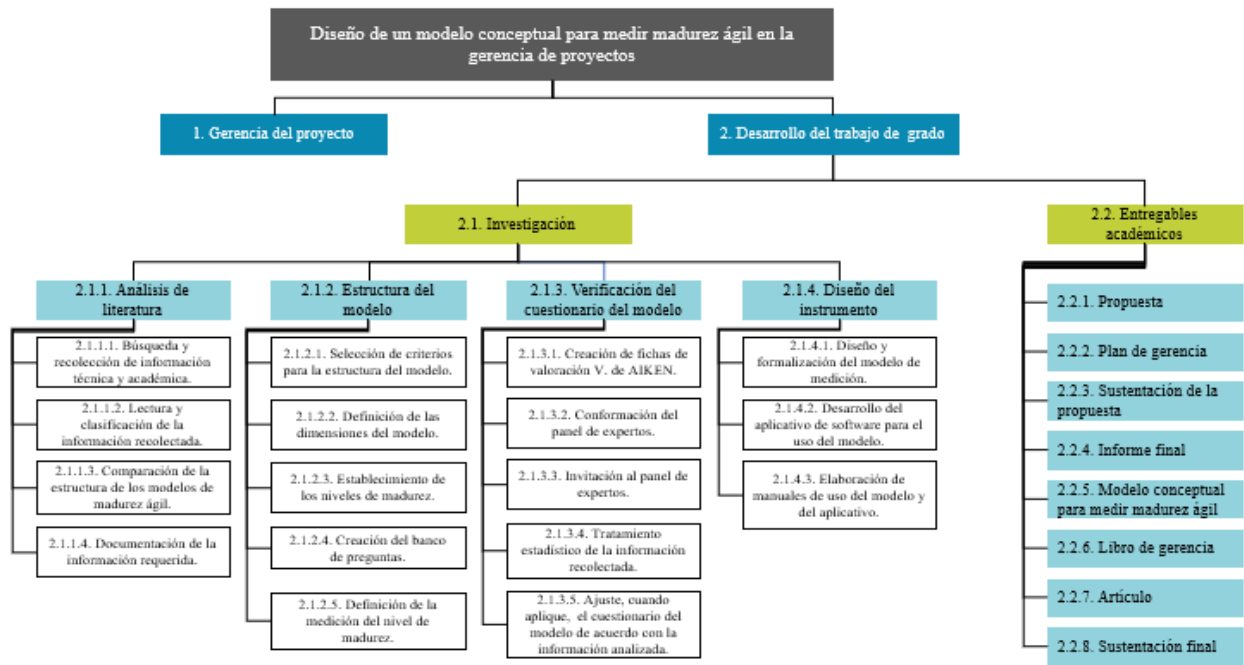 Diseño de un modelo conceptual para medir madurez ágil en la
gerencia de proyectos
1. Gerencia del proyecto
2. Desarrollo del trabajo de grado
2.1. Investigación
2.2. Entregables
académicos
2.1.1. Análisis de
literatura
2.1.1.1. Búsqueda y
recolección de información
técnica y académica.
2.1.1.2. Lectura y
clasificación de la
información recolectada.
2.1.1.3. Comparación de la
estructura de los modelos de
madurez ágil.
2.1.1.4. Documentación de la
información requerida.
2.1.2. Estructura del
modelo
2.1.2.1. Selección de criterios
para la estructura del modelo.
2.1.2.2. Definición de las
dimensiones del modelo.
2.1.2.3. Establecimiento de
los niveles de madurez.
2.1.2.4. Creación del banco
de preguntas.
2.1.2.5. Definición de la
medición del nivel de
madurez.
2.1.3. Verificación del
cuestionario del modelo
2.1.3.1. Creación de fichas de
valoración V. de AIKEN.
2.1.3.2. Conformación del
panel de expertos.
2.1.3.3. Invitación al panel de
expertos.
2.1.3.4. Tratamiento
estadístico de la información
recolectada.
2.1.3.5. Ajuste, cuando
aplique, el cuestionario del
modelo de acuerdo con la
información analizada.
2.1.4. Diseño del
instrumento
2.1.4.1. Diseño y
formalización del modelo de
medición.
2.1.4.2. Desarrollo del
aplicativo de software para el
uso del modelo.
2.1.4.3. Elaboración de
manuales de uso del modelo y
del aplicativo.
2.2.1. Propuesta
2.2.2. Plan de gerencia
2.2.3. Sustentación de la
propuesta
2.2.4. Informe final
2.2.5. Modelo conceptual
para medir madurez ágil
2.2.6. Libro de gerencia
2.2.7. Artículo
2.2.8. Sustentación final